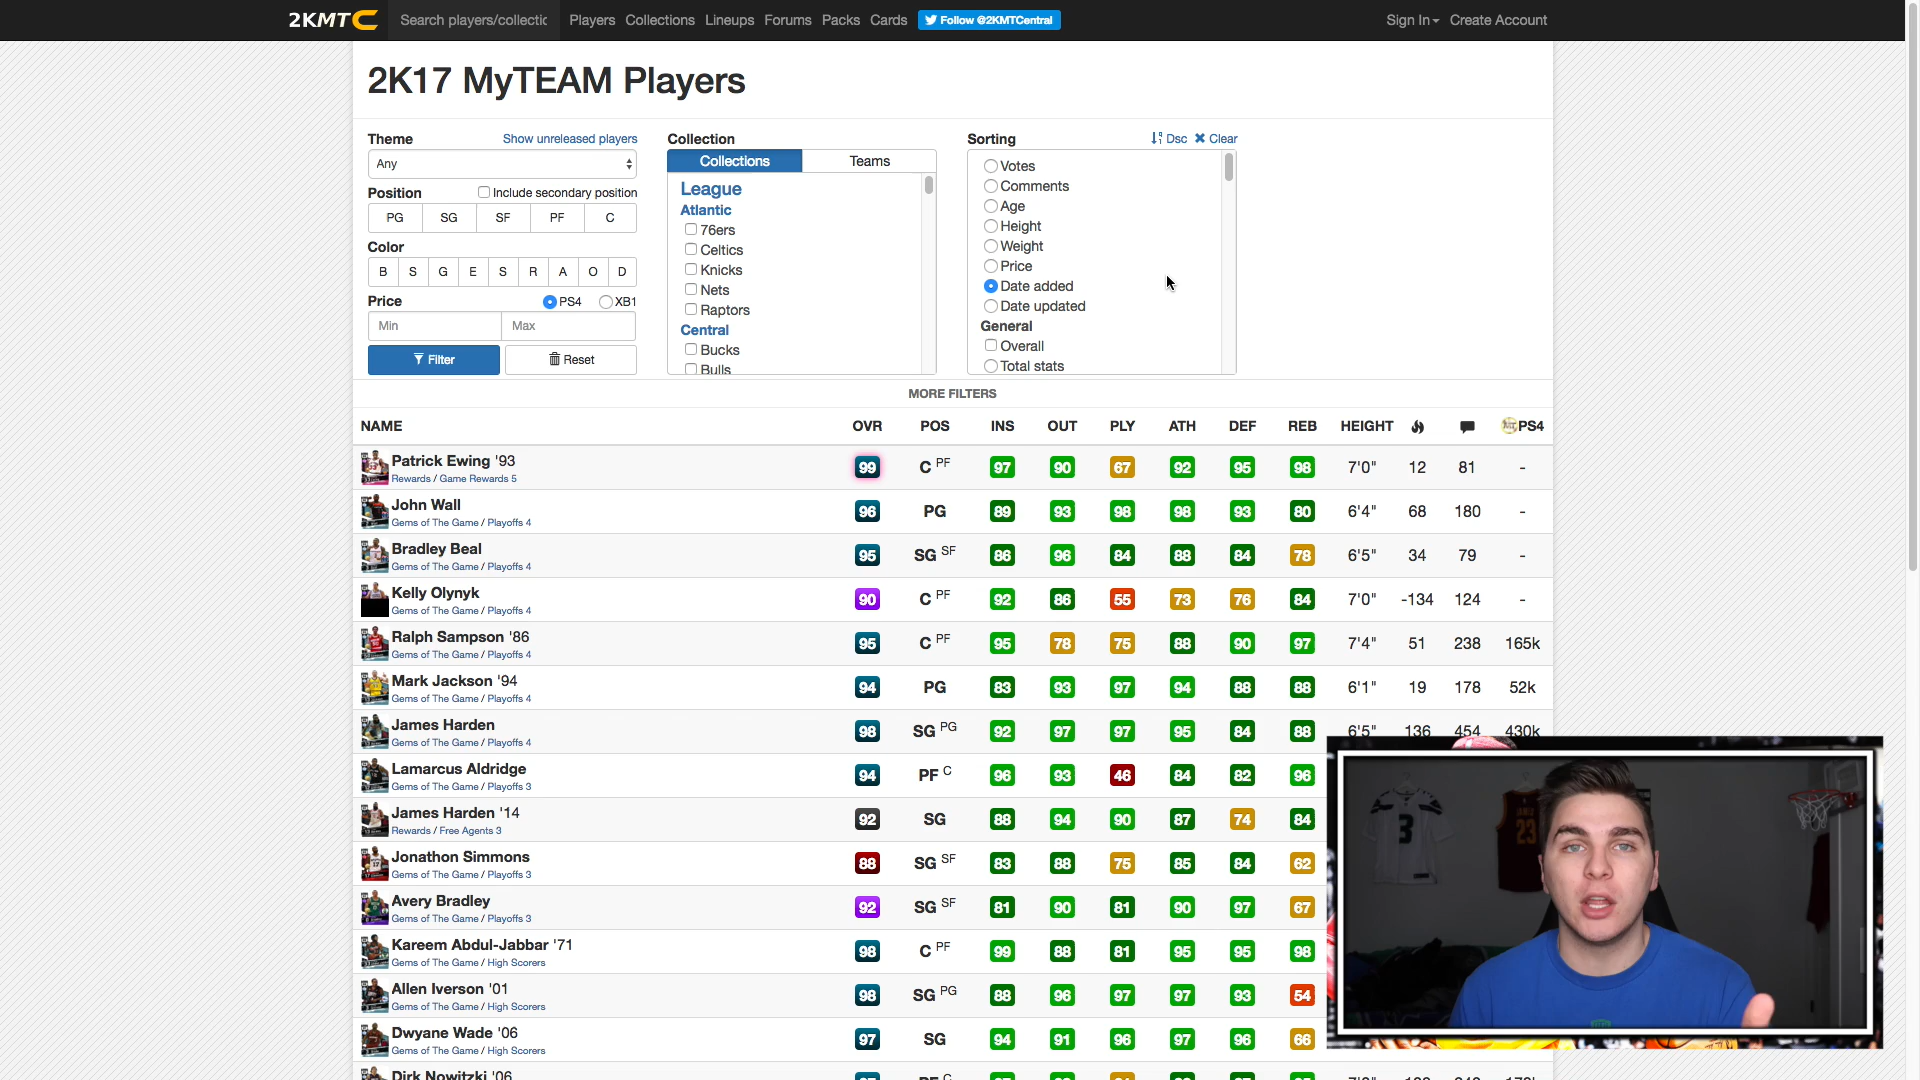 2KMTC Search players/collectic Players Collections Lineups Forums Packs Cards Follow @2KMTCentral Sign In Create Account
2K17 MyTEAM Players
Theme Show unreleased players
Any
Position Include secondary position
PG SG SF PF C
Color
B S G E S R A O D
Price PS4 XB1
Min Max
Filter Reset
Collection
Collections Teams
League
Atlantic
76ers
Celtics
Knicks
Nets
Raptors
Central
Bucks
Bulls
Sorting Dsc Clear
Votes
Comments
Age
Height
Weight
Price
Date added
Date updated
General
Overall
Total stats
MORE FILTERS
NAME OVR POS INS OUT PLY ATH DEF REB HEIGHT PS4
Patrick Ewing '93 99 C PF 97 90 67 92 95 98 7'0" 12 81 -
Rewards / Game Rewards 5
John Wall 96 PG 89 93 98 98 93 80 6'4" 68 180 -
Gems of The Game / Playoffs 4
Bradley Beal 95 SG SF 86 96 84 88 84 78 6'5" 34 79 -
Gems of The Game / Playoffs 4
Kelly Olynyk 90 C PF 92 86 55 73 76 84 7'0" -134 124 -
Gems of The Game / Playoffs 4
Ralph Sampson '86 95 C PF 95 78 75 88 90 97 7'4" 51 238 165k
Gems of The Game / Playoffs 4
Mark Jackson '94 94 PG 83 93 97 94 88 88 6'1" 19 178 52k
Gems of The Game / Playoffs 4
James Harden 98 SG PG 92 97 97 95 84 88 6'5" 136 454 430k
Gems of The Game / Playoffs 4
Lamarcus Aldridge 94 PF C 96 93 46 84 82 96
Gems of The Game / Playoffs 3
James Harden '14 92 SG 88 94 90 87 74 84
Rewards / Free Agents 3
Jonathon Simmons 88 SG SF 83 88 75 85 84 62
Gems of The Game / Playoffs 3
Avery Bradley 92 SG SF 81 90 81 90 97 67
Gems of The Game / Playoffs 3
Kareem Abdul-Jabbar '71 98 C PF 99 88 81 95 95 98
Gems of The Game / High Scorers
Allen Iverson '01 98 SG PG 88 96 97 97 93 54
Gems of The Game / High Scorers
Dwyane Wade '06 97 SG 94 91 96 97 96 66
Gems of The Game / High Scorers
Dirk Nowitzki '06
3
23